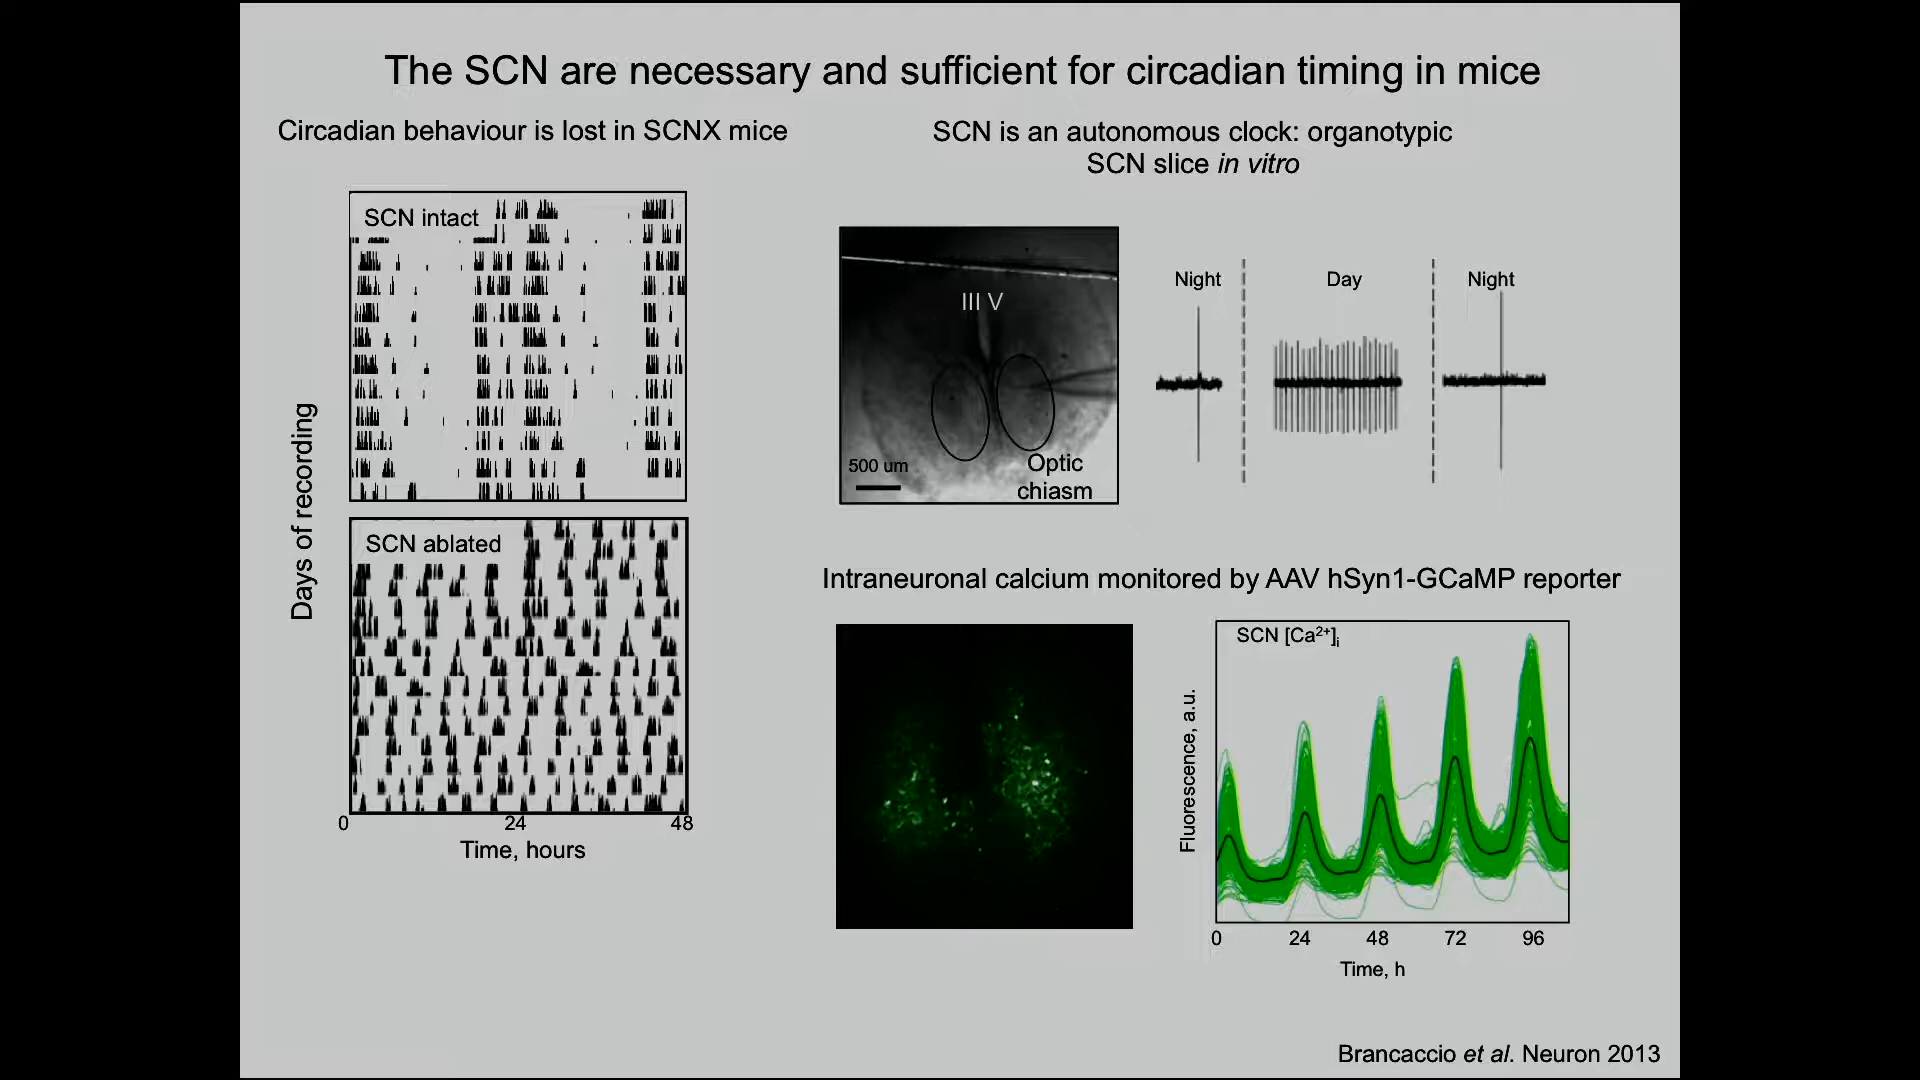 The SCN are necessary and sufficient for circadian timing in mice
Circadian behaviour is lost in SCNX mice
SCN intact
SCN ablated
Days of recording
0 24 48
Time, hours
SCN is an autonomous clock: organotypic
SCN slice in vitro
III V
500 um
Optic
chiasm
Night Day Night
Intraneuronal calcium monitored by AAV hSyn1-GCaMP reporter
SCN [Ca²⁺]ᵢ
Fluorescence, a.u.
0 24 48 72 96
Time, h
Brancaccio et al. Neuron 2013